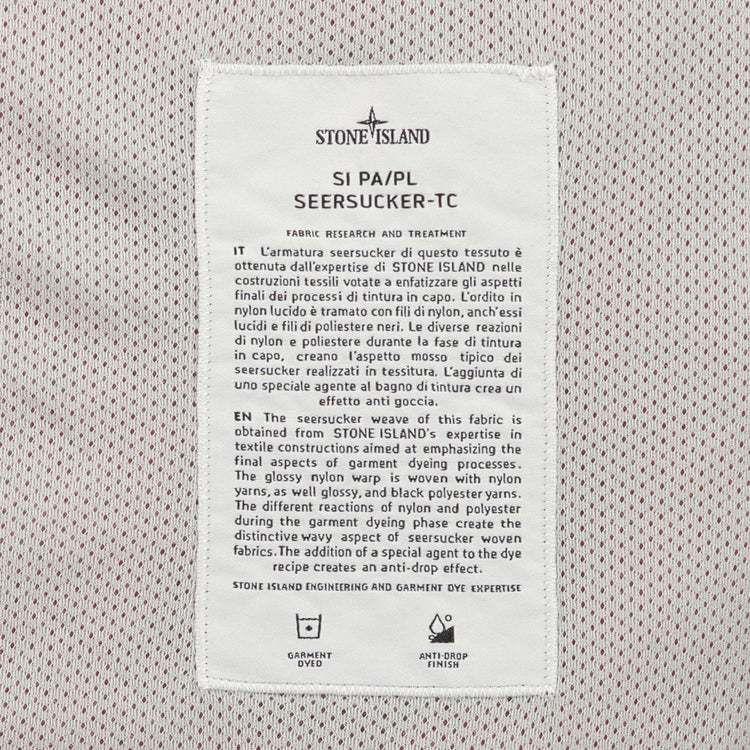 STONE ISLAND
SI PA/PL
SEERSUCKER-TC
FABRIC RESEARCH AND TREATMENT
IT L'armatura seersucker di questo tessuto è
ottenuta dall'expertise di STONE ISLAND nelle
costruzioni tessili votate a enfatizzare gli aspetti
finali dei processi di tintura in capo. L'ordito in
nylon lucido è tramato con fili di nylon, anch'essi
lucidi e fili di poliestere neri. Le diverse reazioni
di nylon e poliestere durante la fase di tintura
in capo, creano l'aspetto mosso tipico dei
seersucker realizzati in tessitura. L'aggiunta di
uno speciale agente al bagno di tintura crea un
effetto anti goccia.
EN The seersucker weave of this fabric is
obtained from STONE ISLAND's expertise in
textile constructions aimed at emphasizing the
final aspects of garment dyeing processes.
The glossy nylon warp is woven with nylon
yarns, as well glossy, and black polyester yarns.
The different reactions of nylon and polyester
during the garment dyeing phase create the
distinctive wavy aspect of seersucker woven
fabrics. The addition of a special agent to the dye
recipe creates an anti-drop effect.
STONE ISLAND ENGINEERING AND GARMENT DYE EXPERTISE
GARMENT
DYED
ANTI-DROP
FINISH